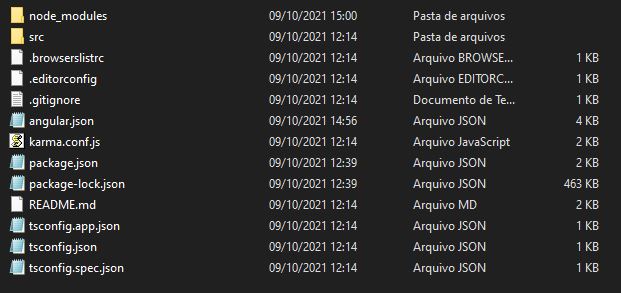 node_modules 09/10/2021 15:00 Pasta de arquivos
src 09/10/2021 12:14 Pasta de arquivos
.browserslistrc 09/10/2021 12:14 Arquivo BROWSE... 1 KB
.editorconfig 09/10/2021 12:14 Arquivo EDITORC... 1 KB
.gitignore 09/10/2021 12:14 Documento de Te... 1 KB
angular.json 09/10/2021 14:56 Arquivo JSON 4 KB
karma.conf.js 09/10/2021 12:14 Arquivo JavaScript 2 KB
package.json 09/10/2021 12:39 Arquivo JSON 2 KB
package-lock.json 09/10/2021 12:39 Arquivo JSON 463 KB
README.md 09/10/2021 12:14 Arquivo MD 2 KB
tsconfig.app.json 09/10/2021 12:14 Arquivo JSON 1 KB
tsconfig.json 09/10/2021 12:14 Arquivo JSON 1 KB
tsconfig.spec.json 09/10/2021 12:14 Arquivo JSON 1 KB